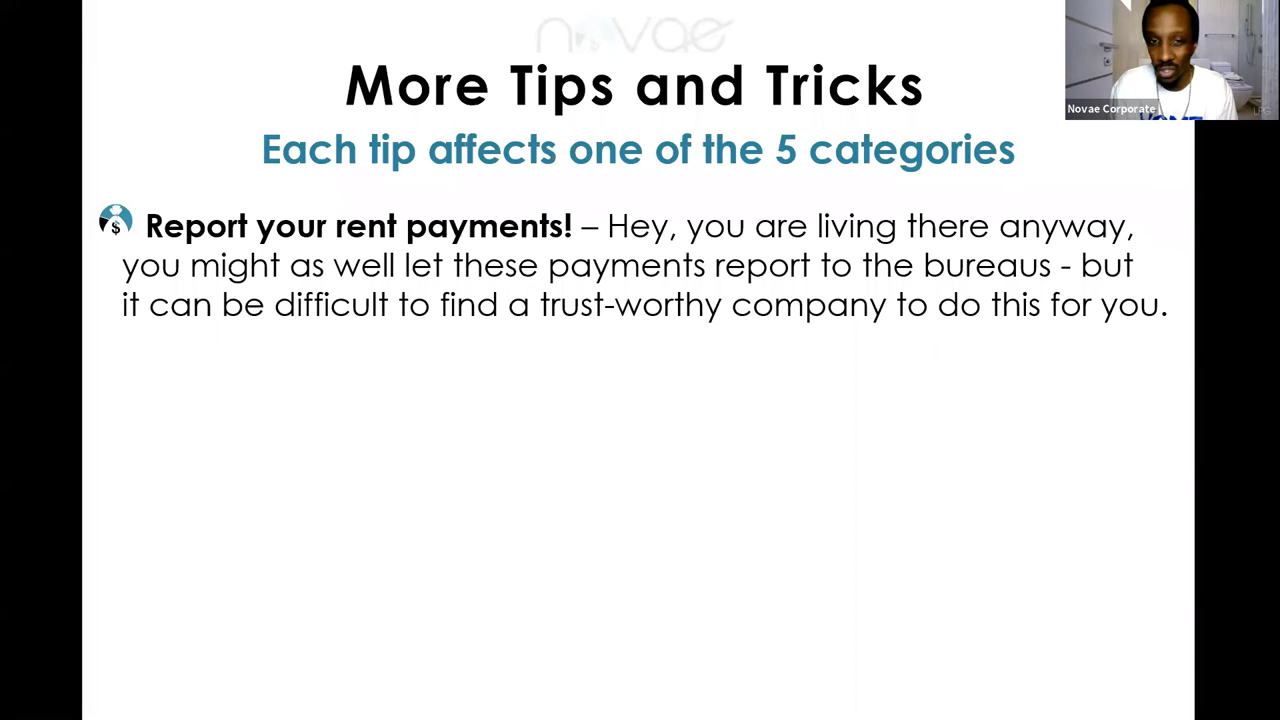 novae
More Tips and Tricks
Each tip affects one of the 5 categories
Report your rent payments! – Hey, you are living there anyway,
you might as well let these payments report to the bureaus - but
it can be difficult to find a trust-worthy company to do this for you.
Novae Corporate
LPG